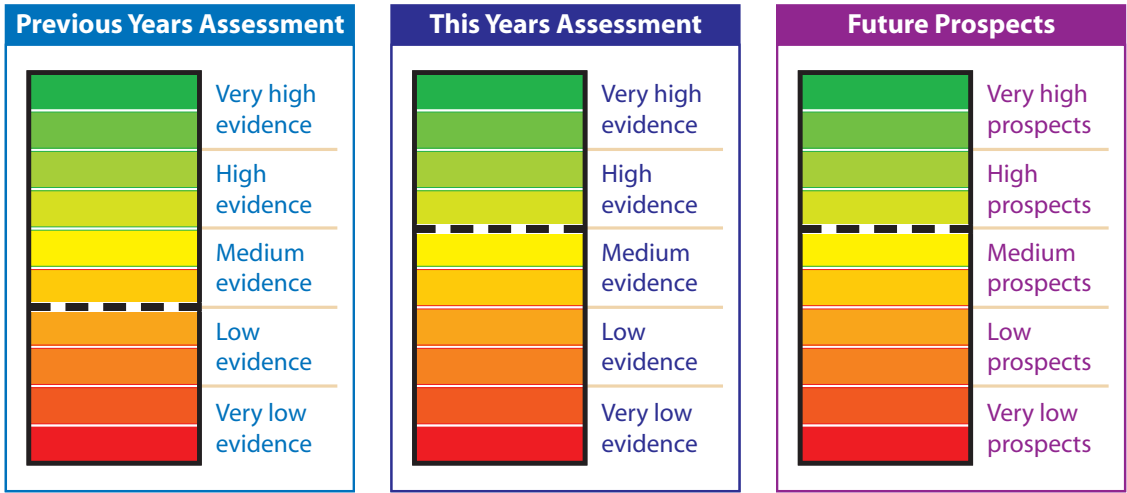 Previous Years Assessment
Very high
evidence
High
evidence
Medium
evidence
Low
evidence
Very low
evidence
This Years Assessment
Very high
evidence
High
evidence
Medium
evidence
Low
evidence
Very low
evidence
Future Prospects
Very high
prospects
High
prospects
Medium
prospects
Low
prospects
Very low
prospects